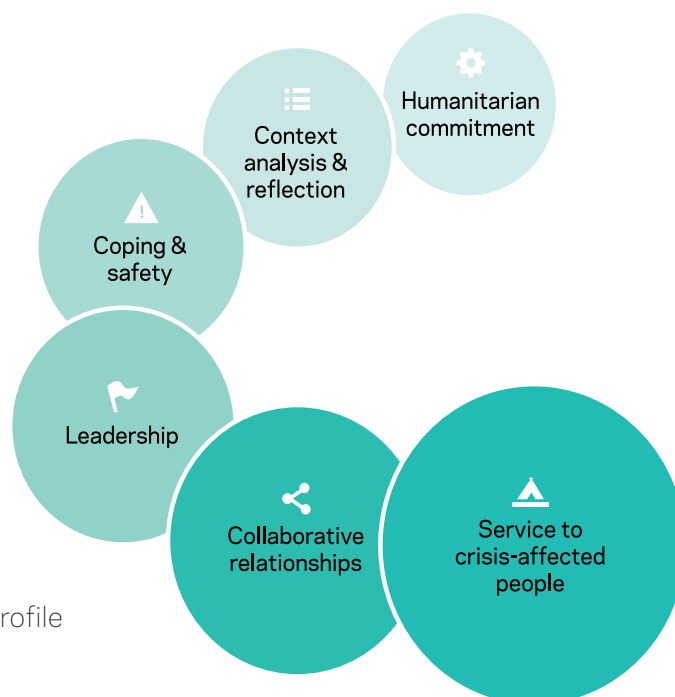 Humanitarian
commitment
Context
analysis &
reflection
Coping &
safety
Leadership
Collaborative
relationships
Service to
crisis-affected
people
rofile